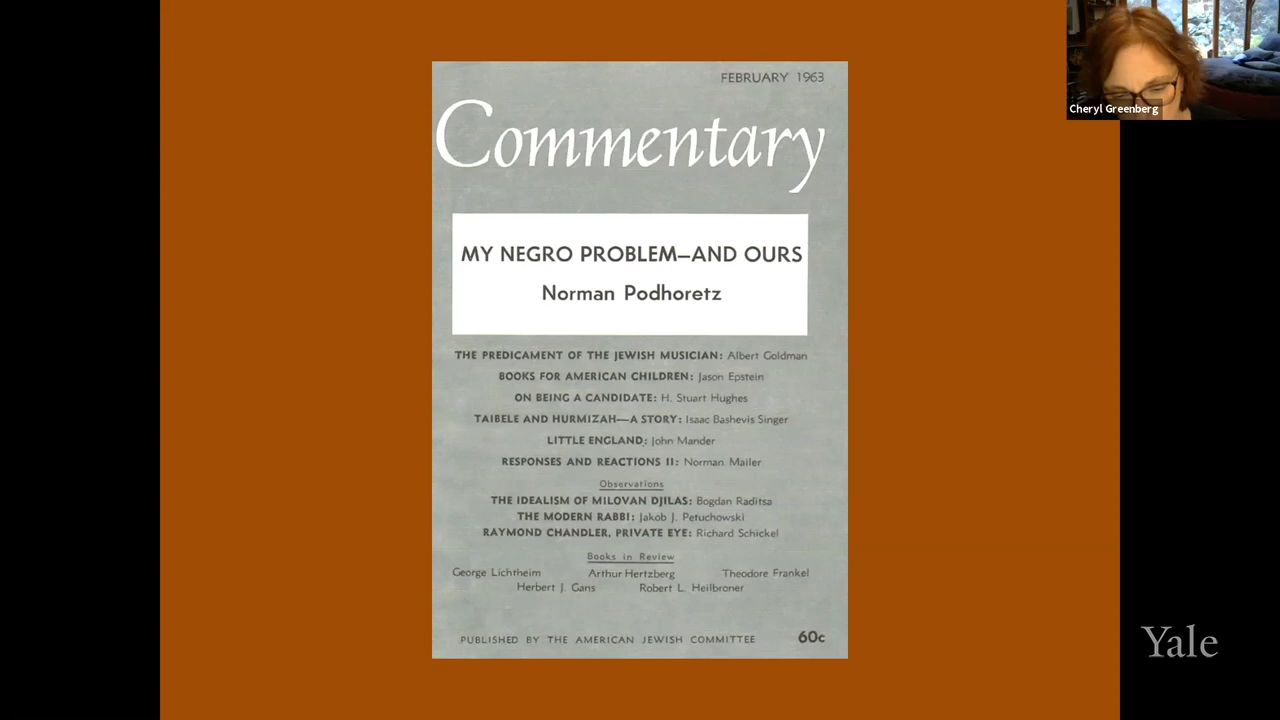 FEBRUARY 1963
Commentary
MY NEGRO PROBLEM—AND OURS
Norman Podhoretz
THE PREDICAMENT OF THE JEWISH MUSICIAN: Albert Goldman
BOOKS FOR AMERICAN CHILDREN: Jason Epstein
ON BEING A CANDIDATE: H. Stuart Hughes
TAIBELE AND HURMIZAH—A STORY: Isaac Bashevis Singer
LITTLE ENGLAND: John Mander
RESPONSES AND REACTIONS II: Norman Mailer
Observations
THE IDEALISM OF MILOVAN DJILAS: Bogdan Raditsa
THE MODERN RABBI: Jakob J. Petuchowski
RAYMOND CHANDLER, PRIVATE EYE: Richard Schickel
Books in Review
George Lichtheim Arthur Hertzberg Theodore Frankel
Herbert J. Gans Robert L. Heilbroner
PUBLISHED BY THE AMERICAN JEWISH COMMITTEE 60c
Cheryl Greenberg
Yale